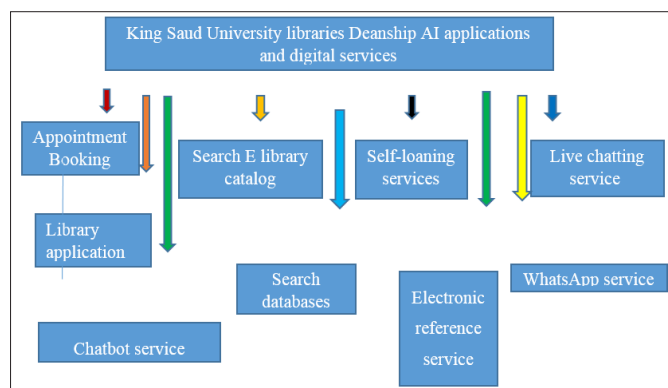 King Saud University libraries Deanship AI applications
and digital services
Appointment
Booking
Search E library
catalog
Self-loaning
services
Live chatting
service
Library
application
Search
databases
Electronic
reference
service
WhatsApp service
Chatbot service